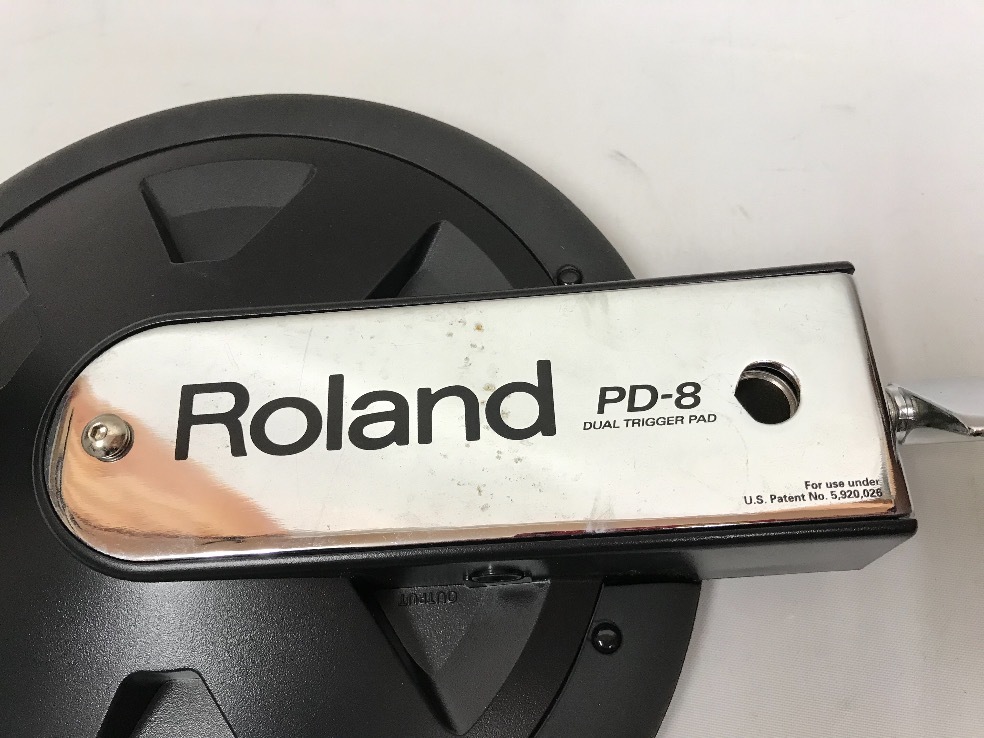 Roland
PD-8
DUAL TRIGGER PAD
For use under
U.S. Patent No. 5,920,026
OUTPUT